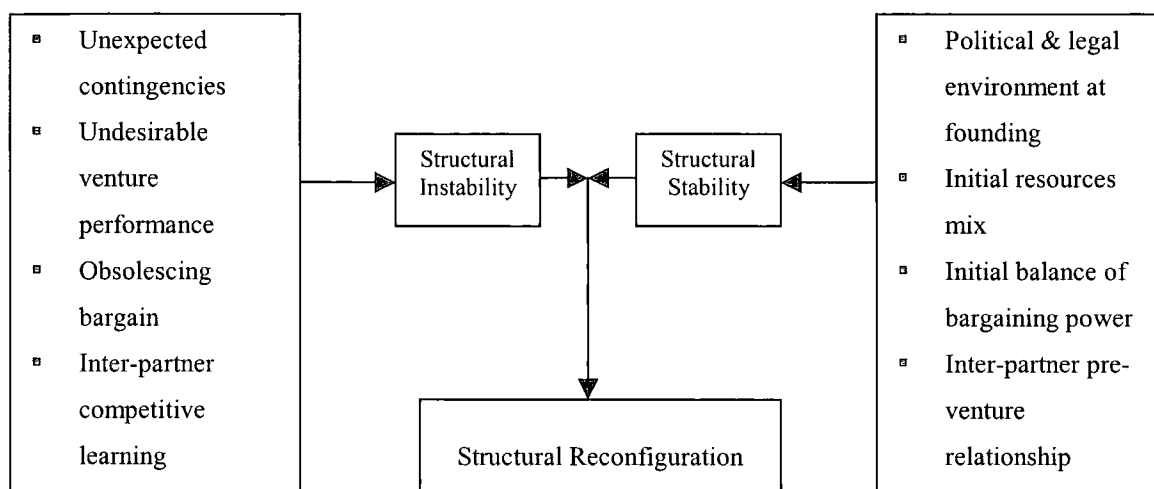 ▫ Unexpected
contingencies
▫ Undesirable
venture
performance
▫ Obsolescing
bargain
▫ Inter-partner
competitive
learning
Structural
Instability
Structural
Stability
Structural Reconfiguration
▫ Political & legal
environment at
founding
▫ Initial resources
mix
▫ Initial balance of
bargaining power
▫ Inter-partner pre-
venture
relationship